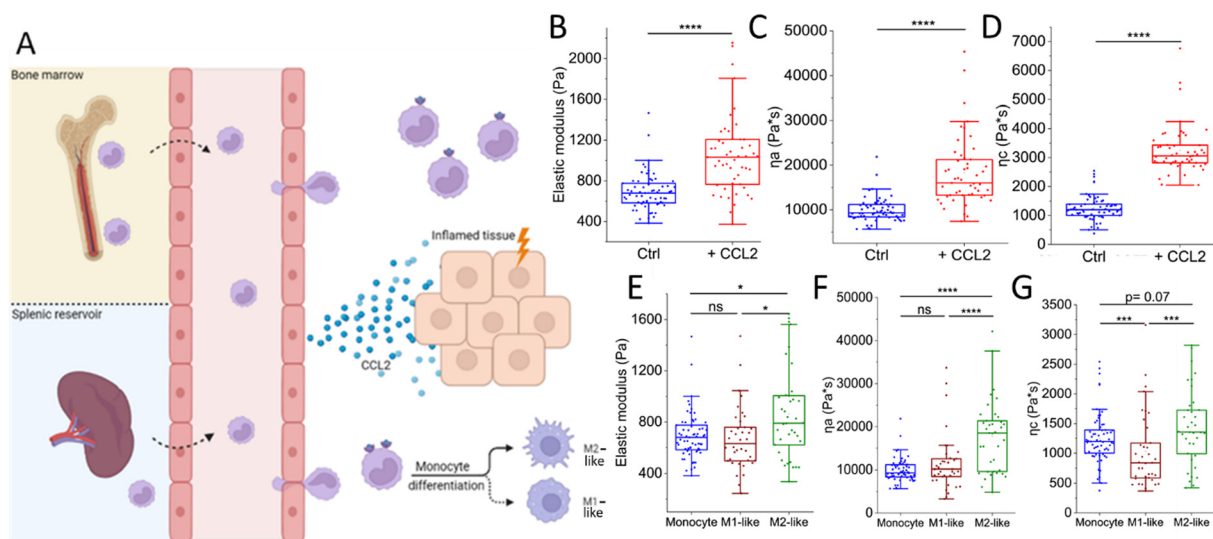 A
Bone marrow
Splenic reservoir
Inflamed tissue
CCL2
Monocyte
differentiation
M2-
like
M1-
like
B
****
Elastic modulus (Pa)
2000
1600
1200
800
400
Ctrl
+ CCL2
C
****
ηa (Pa*s)
50000
40000
30000
20000
10000
Ctrl
+ CCL2
D
****
ηc (Pa*s)
7000
6000
5000
4000
3000
2000
1000
0
Ctrl
+ CCL2
E
*
ns
*
Elastic modulus (Pa)
1600
1200
800
400
Monocyte
M1-like
M2-like
F
****
ns
****
ηa (Pa*s)
50000
40000
30000
20000
10000
0
Monocyte
M1-like
M2-like
G
p= 0.07
***
***
ηc (Pa*s)
3500
3000
2500
2000
1500
1000
500
0
Monocyte
M1-like
M2-like